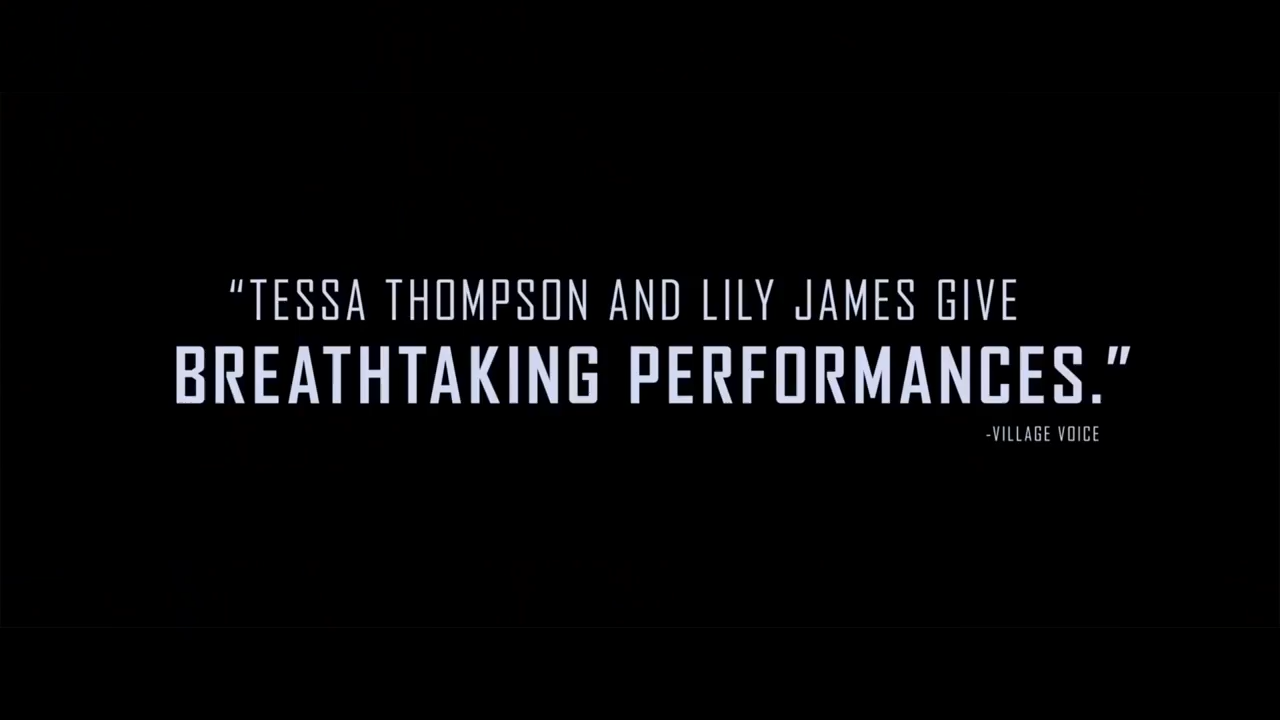 “TESSA THOMPSON AND LILY JAMES GIVE
BREATHTAKING PERFORMANCES.”
-VILLAGE VOICE